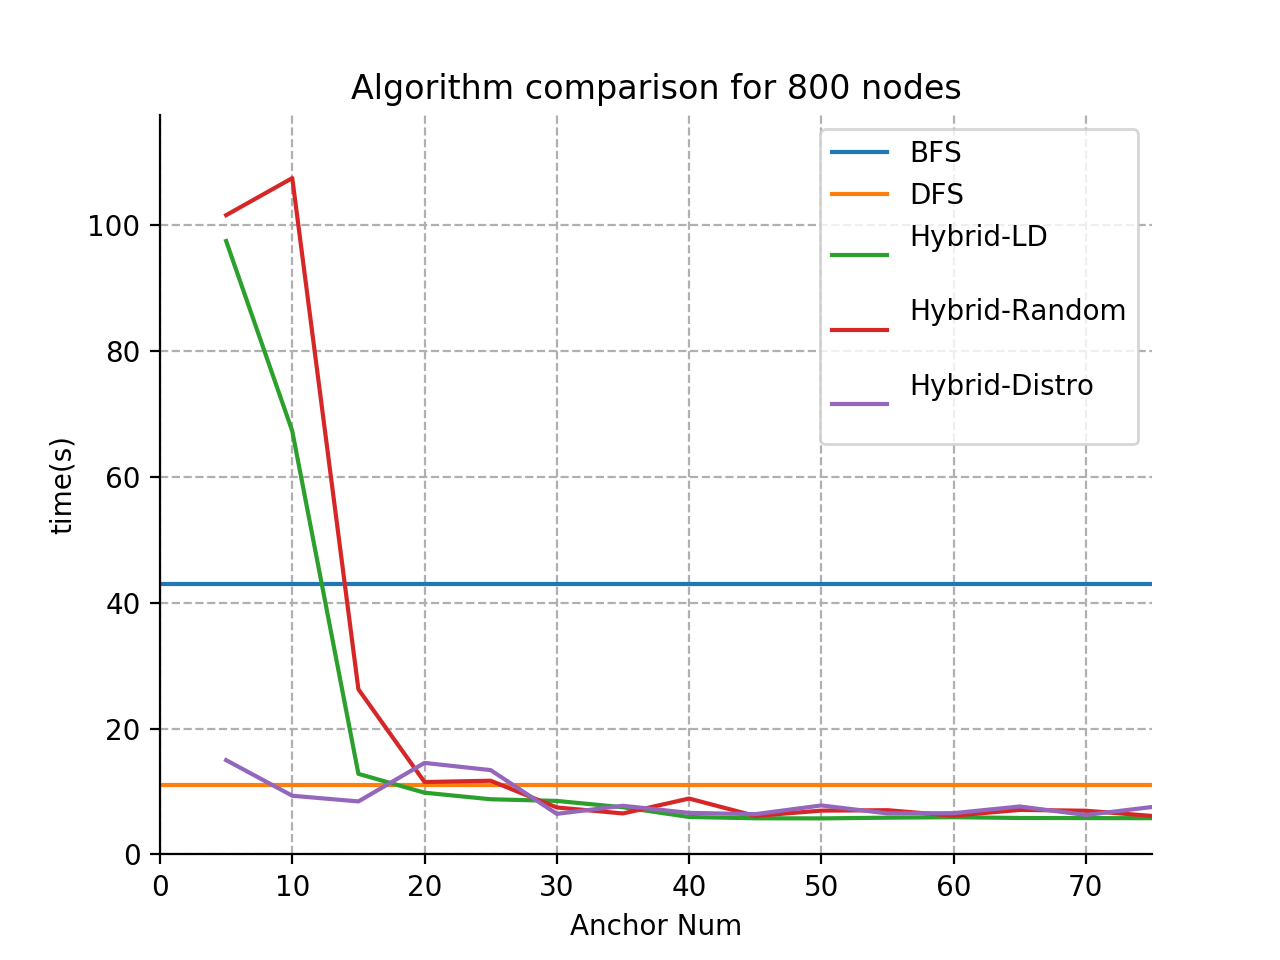 Algorithm comparison for 800 nodes
BFS
DFS
Hybrid-LD
Hybrid-Random
Hybrid-Distro
100
80
60
40
20
0
time(s)
0 10 20 30 40 50 60 70
Anchor Num